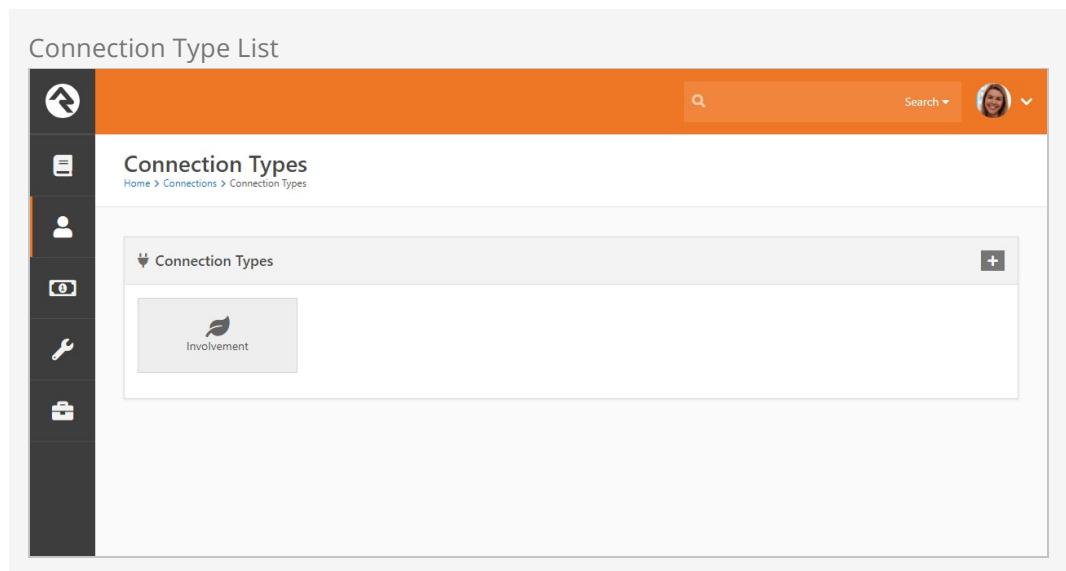 Connection Type List
Search
Connection Types
Home > Connections > Connection Types
Connection Types
Involvement